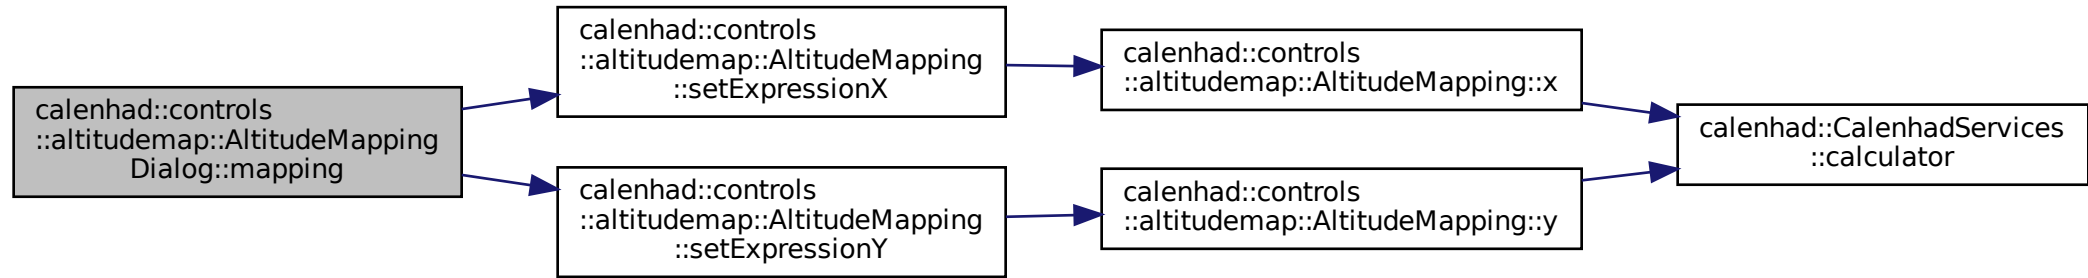 calenhad::controls
::altitudemap::AltitudeMapping
Dialog::mapping
calenhad::controls
::altitudemap::AltitudeMapping
::setExpressionX
calenhad::controls
::altitudemap::AltitudeMapping::x
calenhad::CalenhadServices
::calculator
calenhad::controls
::altitudemap::AltitudeMapping
::setExpressionY
calenhad::controls
::altitudemap::AltitudeMapping::y